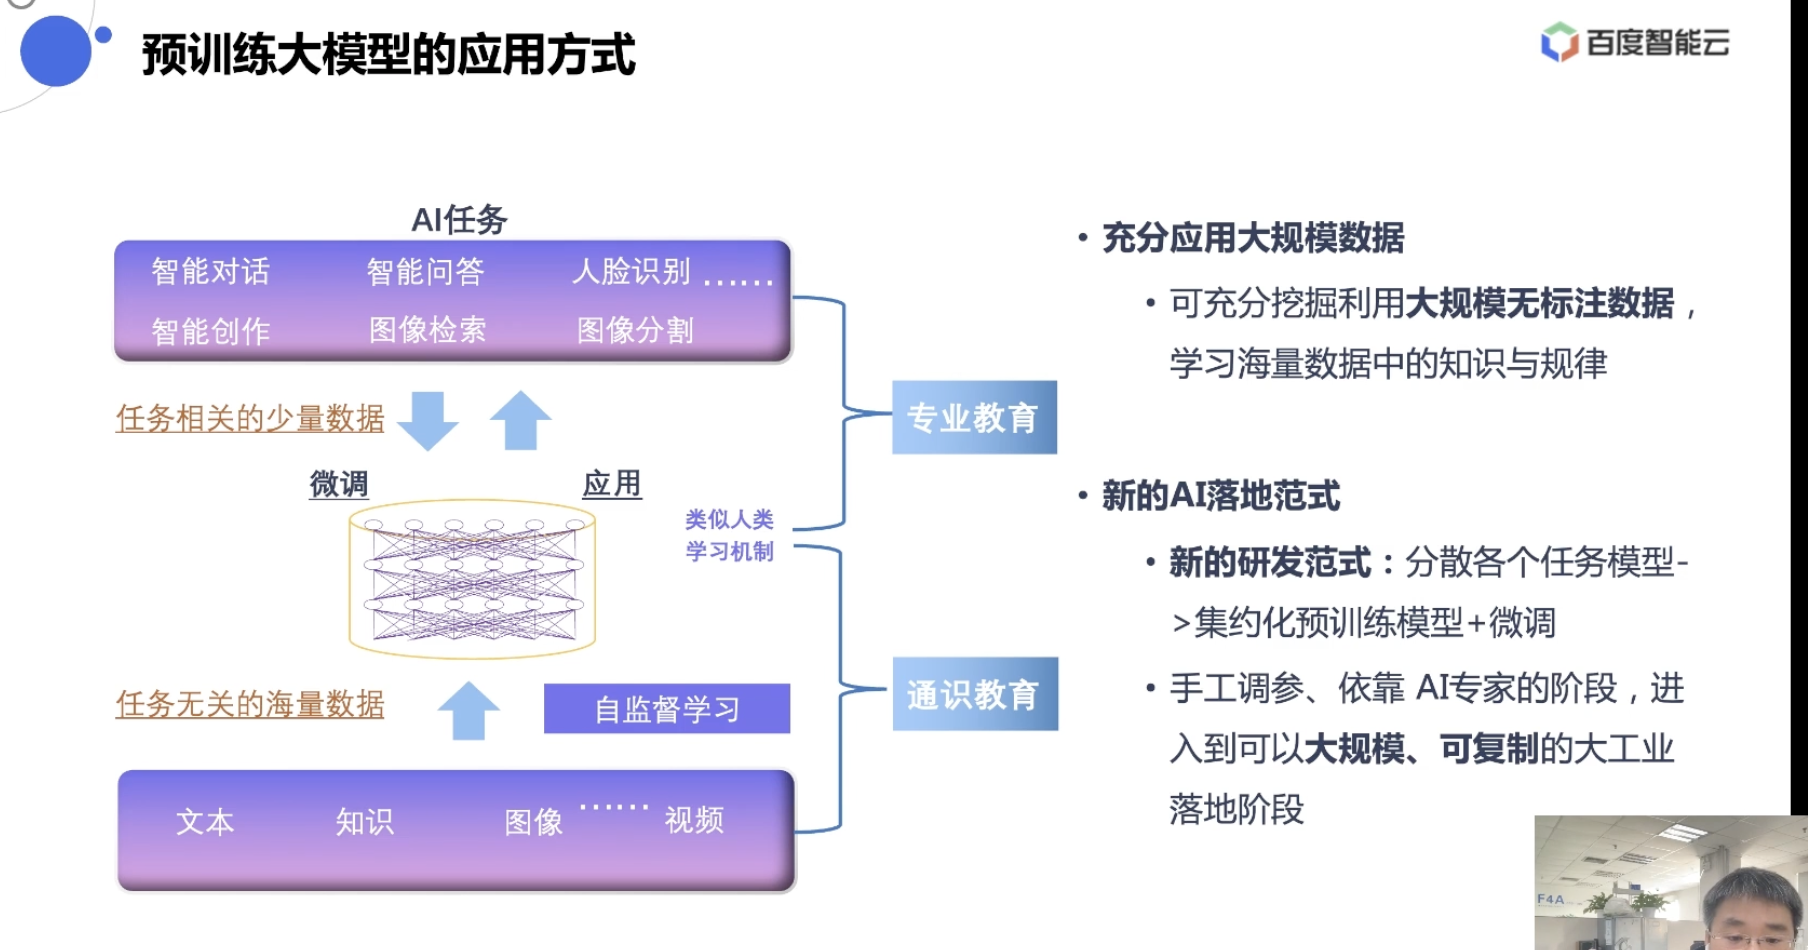 预训练大模型的应用方式
百度智能云
AI任务
智能对话 智能问答 人脸识别 ……
智能创作 图像检索 图像分割
任务相关的少量数据
微调 应用
类似人类
学习机制
任务无关的海量数据
自监督学习
文本 知识 图像 …… 视频
专业教育
通识教育
• 充分应用大规模数据
• 可充分挖掘利用大规模无标注数据，
学习海量数据中的知识与规律
• 新的AI落地范式
• 新的研发范式：分散各个任务模型-
>集约化预训练模型+微调
• 手工调参、依靠 AI专家的阶段，进
入到可以大规模、可复制的大工业
落地阶段
F4A